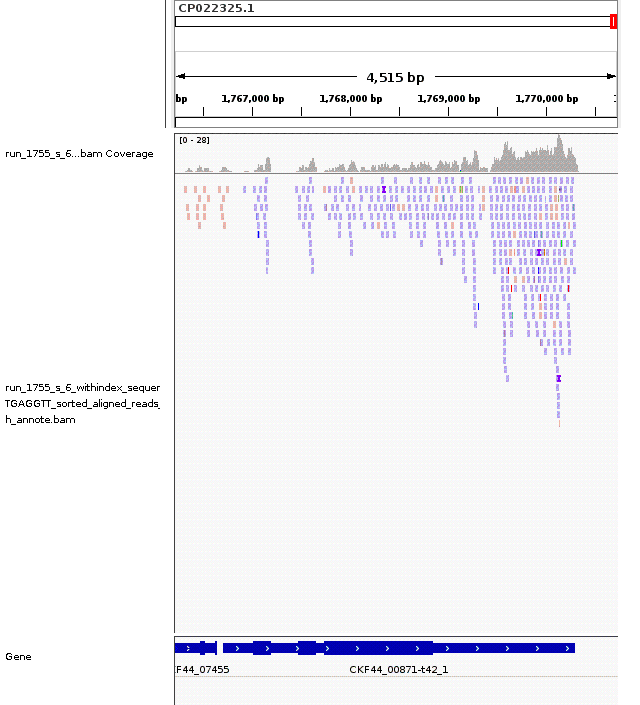 CP022325.1
4,515 bp
bp 1,767,000 bp 1,768,000 bp 1,769,000 bp 1,770,000 bp
[0 - 28]
run_1755_s_6...bam Coverage
run_1755_s_6_withindex_sequer
TGAGGTT_sorted_aligned_reads_
h_annote.bam
Gene
F44_07455 CKF44_00871-t42_1